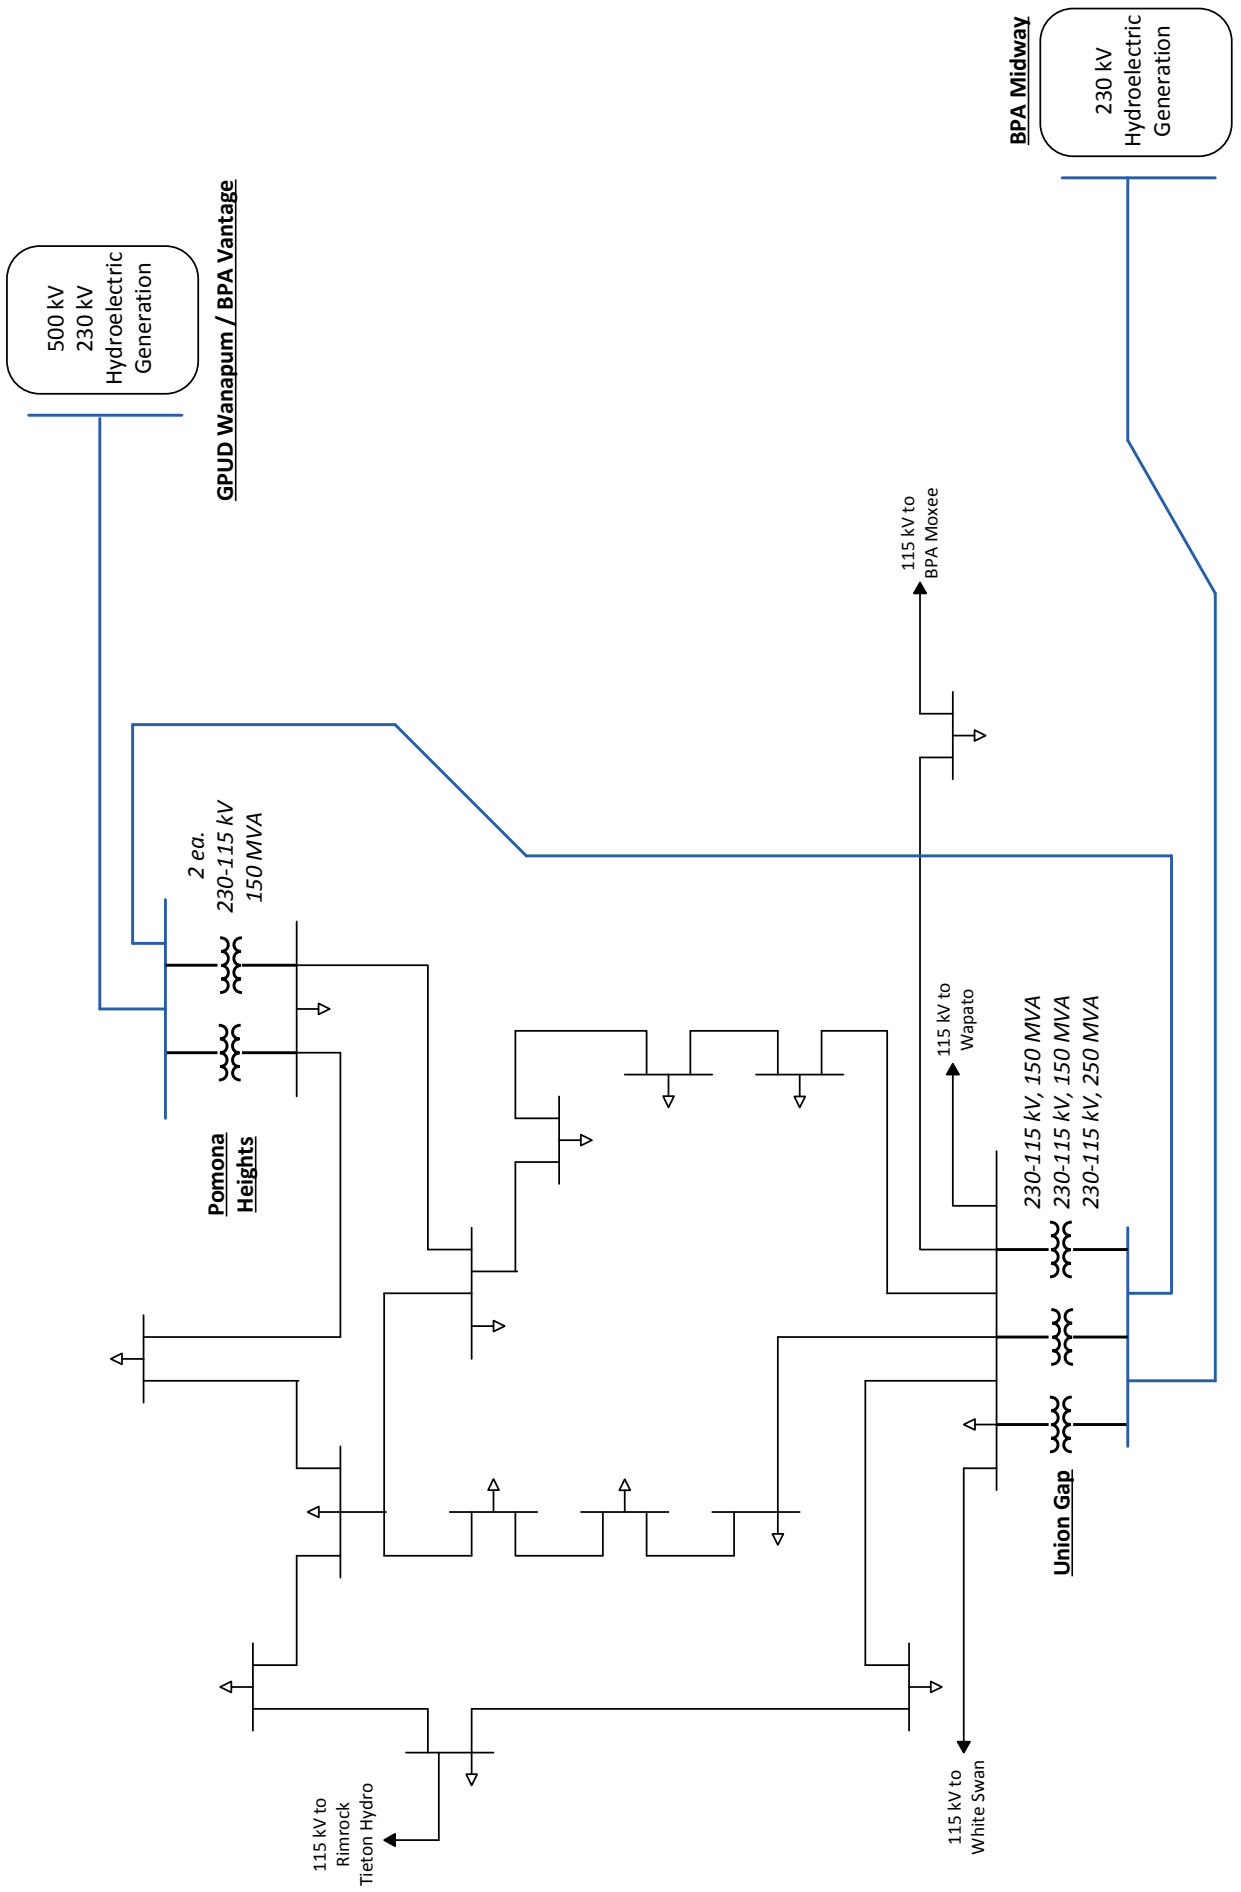 500 kV
230 kV
Hydroelectric
Generation
GPUD Wanapum / BPA Vantage
BPA Midway
230 kV
Hydroelectric
Generation
2 ea.
230-115 kV
150 MVA
Pomona
Heights
115 kV to
BPA Moxee
115 kV to
Wapato
230-115 kV, 150 MVA
230-115 kV, 150 MVA
230-115 kV, 250 MVA
Union Gap
115 kV to
Rimrock
Tieton Hydro
115 kV to
White Swan